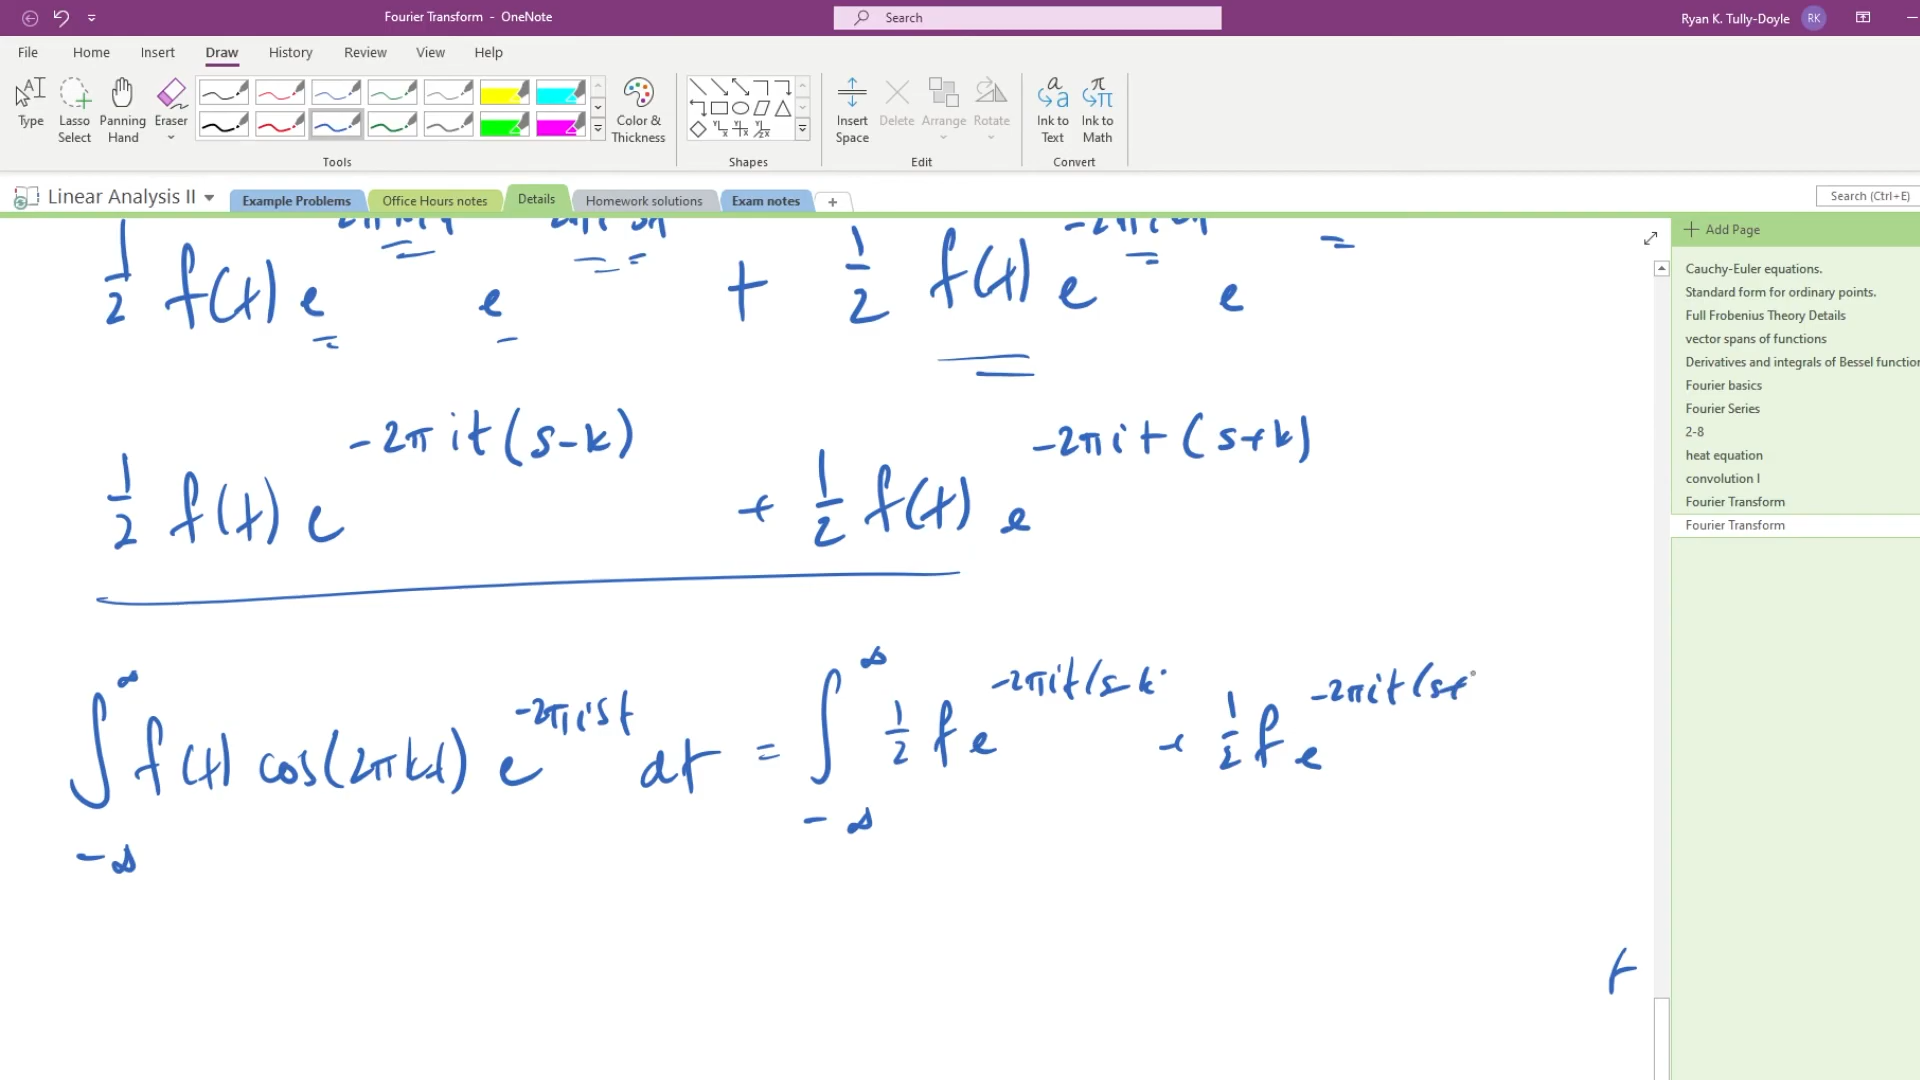 Fourier Transform - OneNote
Search
Ryan K. Tully-Doyle
RK
File Home Insert Draw History Review View Help
Type
Lasso Select
Panning Hand
Eraser
Color & Thickness
Insert Space
Delete
Arrange
Rotate
Ink to Text
Ink to Math
Tools
Shapes
Edit
Convert
Linear Analysis II
Example Problems
Office Hours notes
Details
Homework solutions
Exam notes
Search (Ctrl+E)
Add Page
Cauchy-Euler equations.
Standard form for ordinary points.
Full Frobenius Theory Details
vector spans of functions
Derivatives and integrals of Bessel function
Fourier basics
Fourier Series
2-8
heat equation
convolution I
Fourier Transform
Fourier Transform
1/2 f(t) e e + 1/2 f(t) e e
1/2 f(t) e^{-2πit(s-k)} + 1/2 f(t) e^{-2πit(s+k)}
∫_{-∞}^{∞} f(t) cos(2πkt) e^{-2πist} dt = ∫_{-∞}^{∞} 1/2 f e^{-2πit(s-k)} + 1/2 f e^{-2πit(s+}